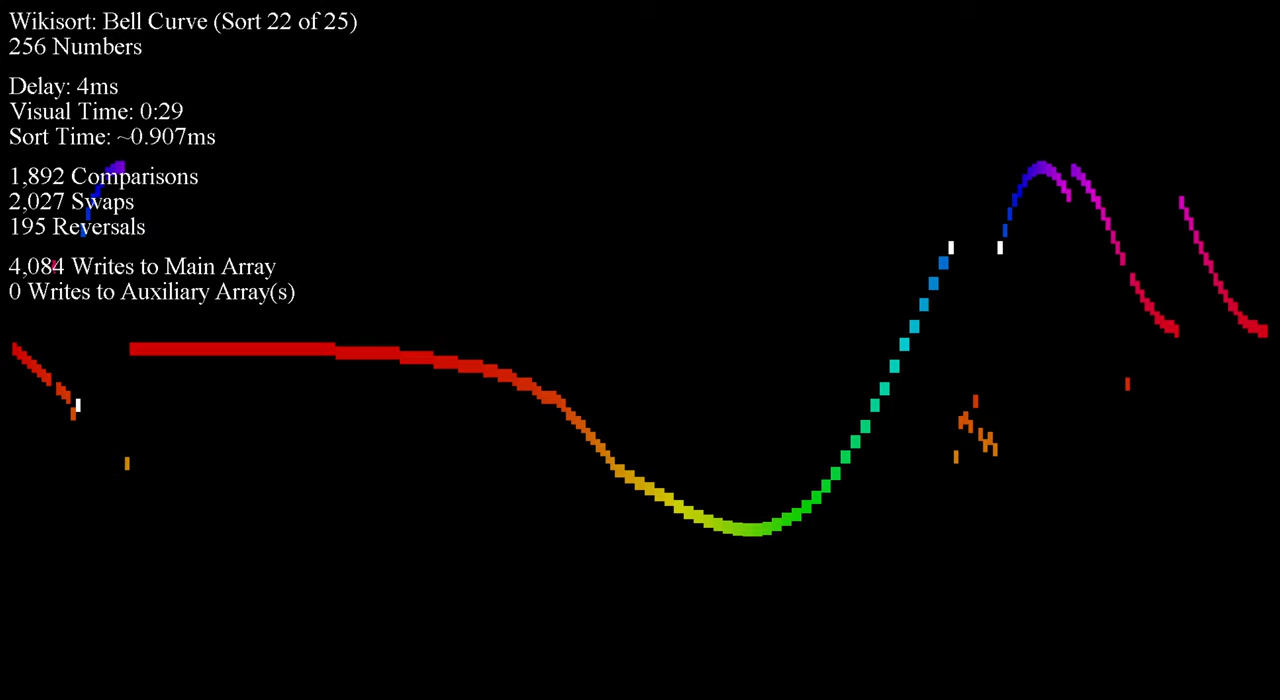 Wikisort: Bell Curve (Sort 22 of 25)
256 Numbers
Delay: 4ms
Visual Time: 0:29
Sort Time: ~0.907ms
1,892 Comparisons
2,027 Swaps
195 Reversals
4,084 Writes to Main Array
0 Writes to Auxiliary Array(s)